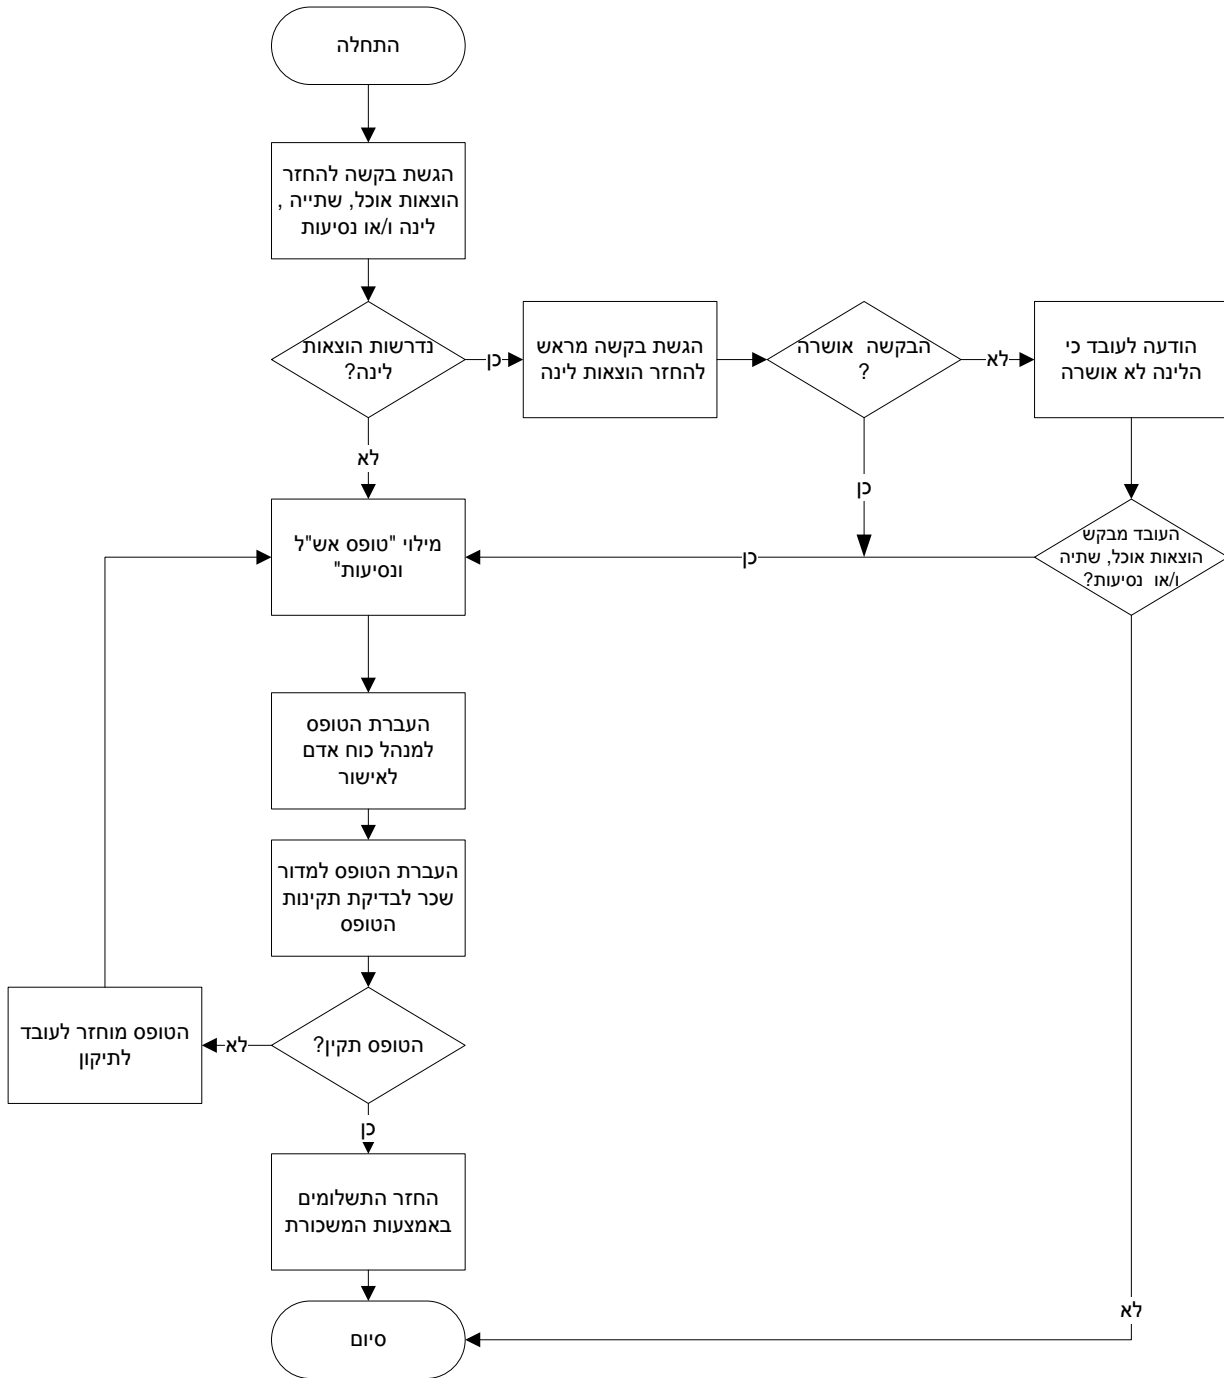 התחלה
הגשת בקשה להחזר
הוצאות אוכל, שתייה ,
לינה ו/או נסיעות
נדרשות הוצאות
לינה?
כן
הגשת בקשה מראש
להחזר הוצאות לינה
הבקשה אושרה
?
לא
הודעה לעובד כי
הלינה לא אושרה
לא
כן
העובד מבקש
הוצאות אוכל, שתיה
ו/או נסיעות?
כן
מילוי "טופס אש"ל
ונסיעות"
העברת הטופס
למנהל כוח אדם
לאישור
העברת הטופס למדור
שכר לבדיקת תקינות
הטופס
הטופס תקין?
לא
הטופס מוחזר לעובד
לתיקון
כן
החזר התשלומים
באמצעות המשכורת
לא
סיום